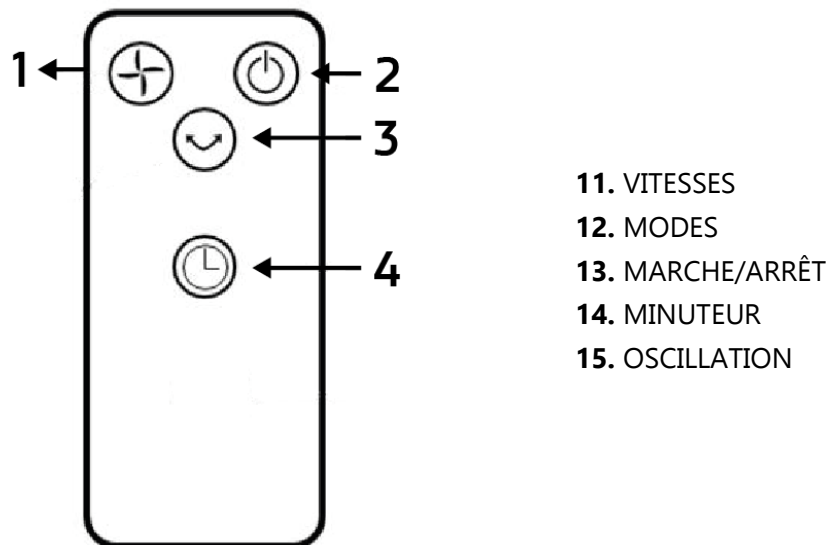 1
2
3
4
11. VITESSES
12. MODES
13. MARCHE/ARRÊT
14. MINUTEUR
15. OSCILLATION